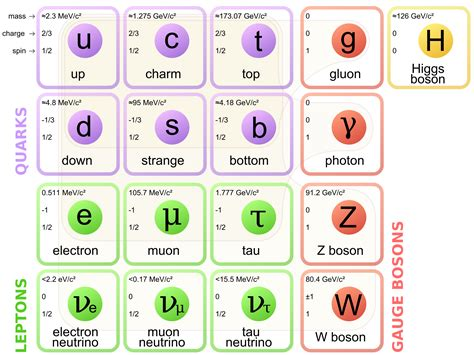 mass → ≈2.3 MeV/c² ≈1.275 GeV/c² ≈173.07 GeV/c² 0 ≈126 GeV/c²
charge → 2/3 2/3 2/3 0 0
spin → 1/2 1/2 1/2 1 0
u c t g H
up charm top gluon Higgs
boson
QUARKS
≈4.8 MeV/c² ≈95 MeV/c² ≈4.18 GeV/c² 0
-1/3 -1/3 -1/3 0
1/2 1/2 1/2 1
d s b γ
down strange bottom photon
0.511 MeV/c² 105.7 MeV/c² 1.777 GeV/c² 91.2 GeV/c²
-1 -1 -1 0
1/2 1/2 1/2 1
e μ τ Z
electron muon tau Z boson
GAUGE BOSONS
LEPTONS
<2.2 eV/c² <0.17 MeV/c² <15.5 MeV/c² 80.4 GeV/c²
0 0 0 ±1
1/2 1/2 1/2 1
νe νμ ντ W
electron muon tau W boson
neutrino neutrino neutrino